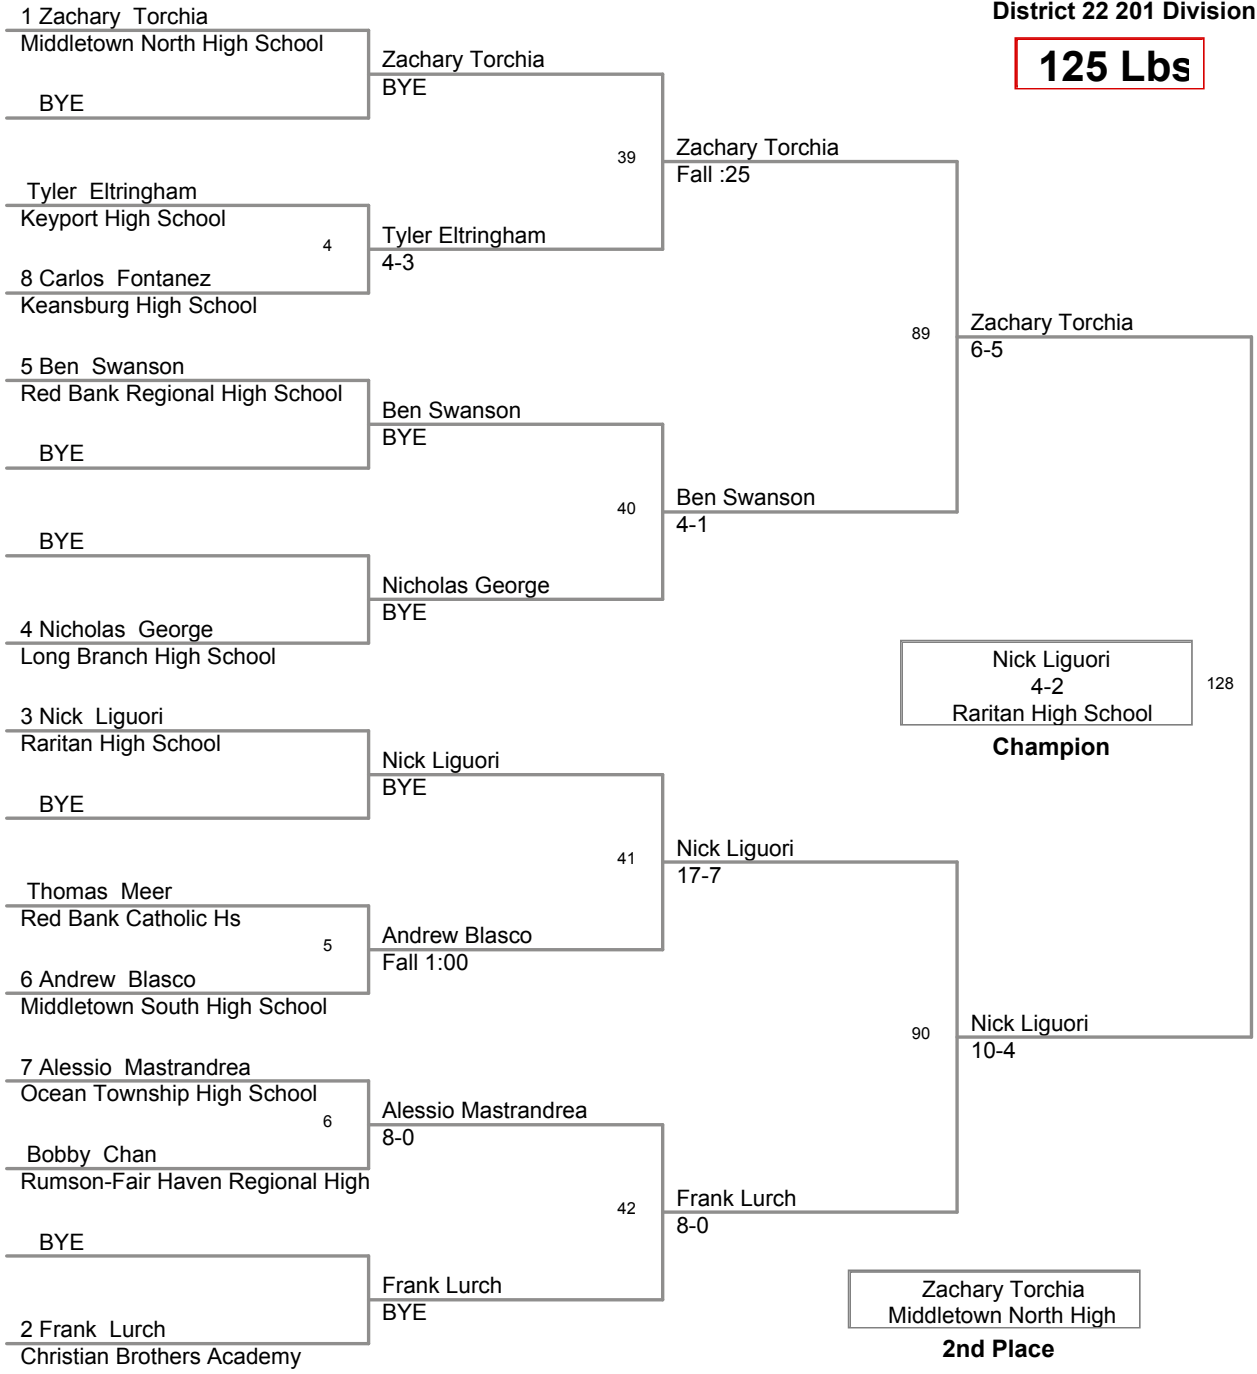 District 22 201 Division
125 Lbs
1 Zachary Torchia
Middletown North High School
BYE
Tyler Eltringham
Keyport High School
4
8 Carlos Fontanez
Keansburg High School
5 Ben Swanson
Red Bank Regional High School
BYE
BYE
4 Nicholas George
Long Branch High School
3 Nick Liguori
Raritan High School
BYE
Thomas Meer
Red Bank Catholic Hs
5
6 Andrew Blasco
Middletown South High School
7 Alessio Mastrandrea
Ocean Township High School
6
Bobby Chan
Rumson-Fair Haven Regional High
BYE
2 Frank Lurch
Christian Brothers Academy
Zachary Torchia
BYE
39
Tyler Eltringham
4-3
Ben Swanson
BYE
40
Nicholas George
BYE
Nick Liguori
BYE
41
Andrew Blasco
Fall 1:00
Alessio Mastrandrea
8-0
42
Frank Lurch
BYE
Zachary Torchia
Fall :25
89
Ben Swanson
4-1
Nick Liguori
17-7
90
Frank Lurch
8-0
Zachary Torchia
6-5
Nick Liguori
10-4
Nick Liguori
4-2
Raritan High School
128
Champion
Zachary Torchia
Middletown North High
2nd Place